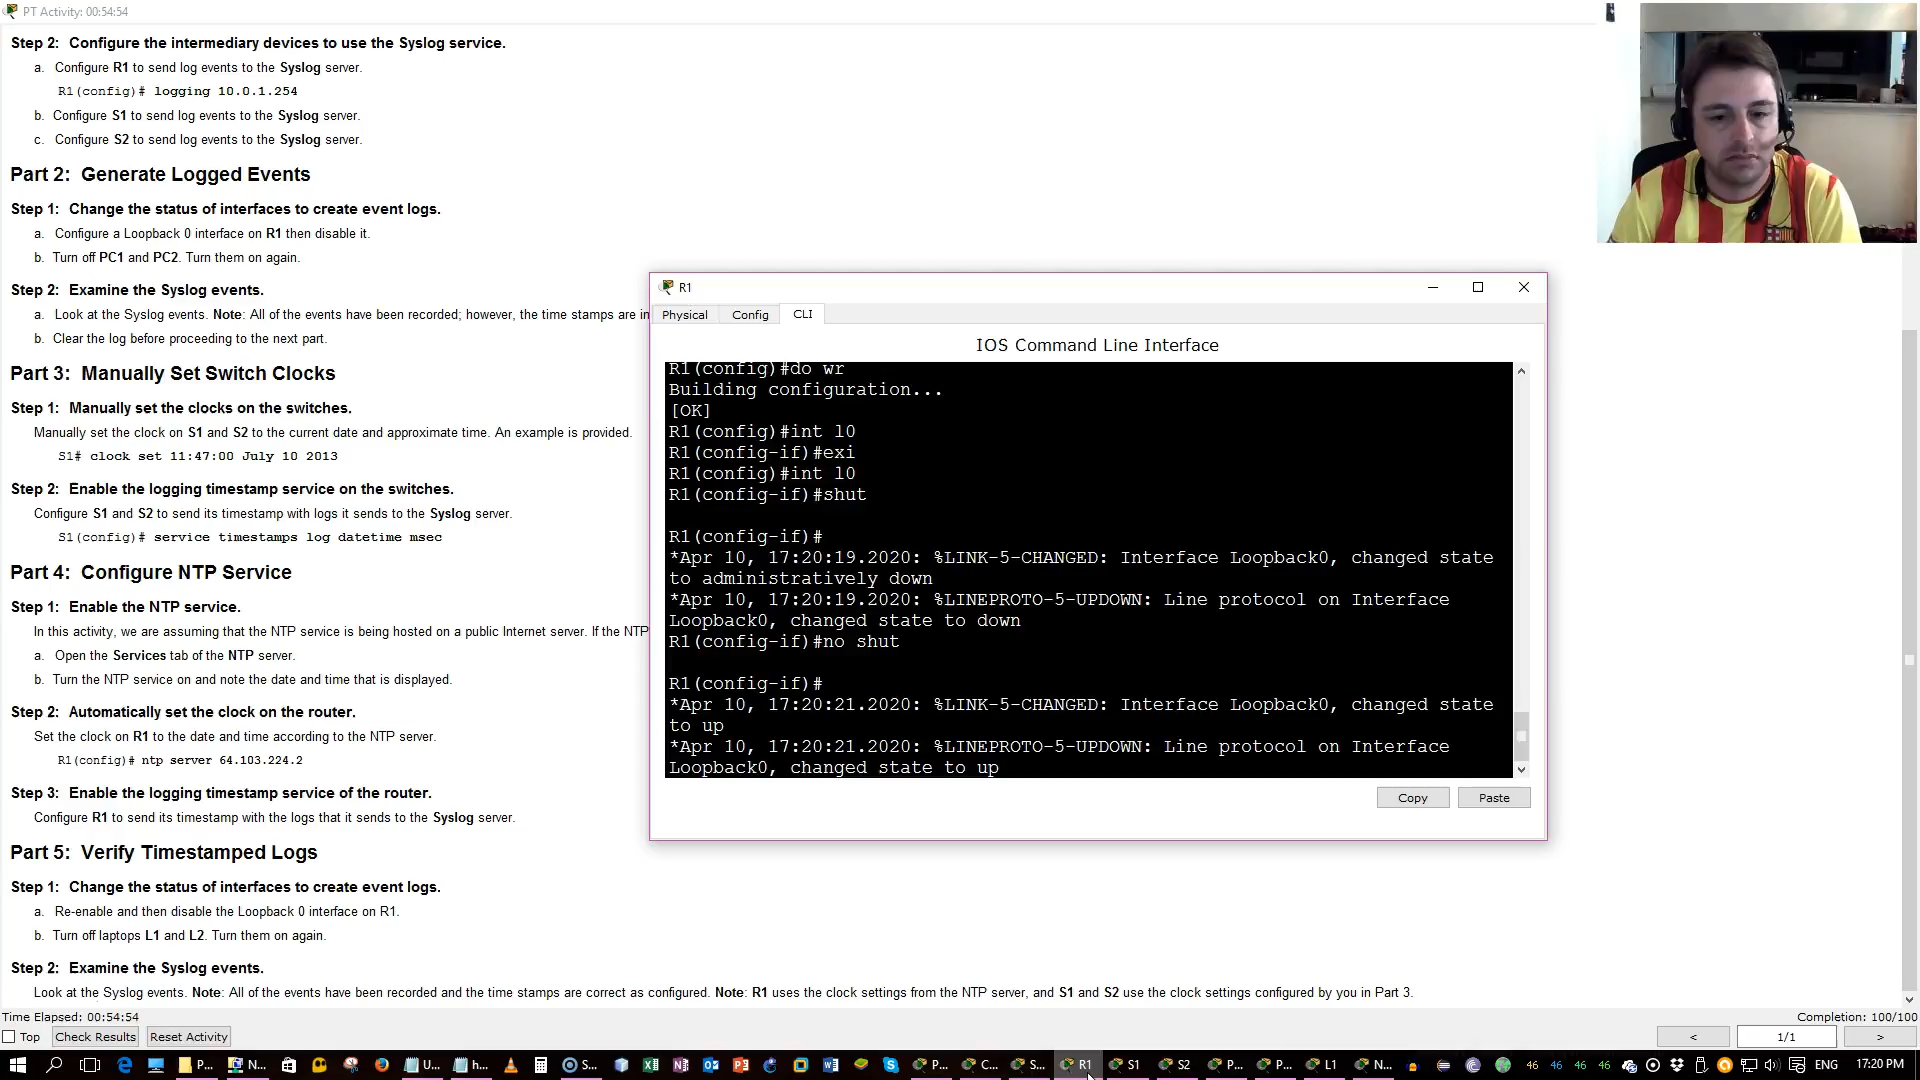 PT Activity: 00:54:54
Step 2: Configure the intermediary devices to use the Syslog service.
a. Configure R1 to send log events to the Syslog server.
R1(config)# logging 10.0.1.254
b. Configure S1 to send log events to the Syslog server.
c. Configure S2 to send log events to the Syslog server.
Part 2: Generate Logged Events
Step 1: Change the status of interfaces to create event logs.
a. Configure a Loopback 0 interface on R1 then disable it.
b. Turn off PC1 and PC2. Turn them on again.
Step 2: Examine the Syslog events.
a. Look at the Syslog events. Note: All of the events have been recorded; however, the time stamps are in
b. Clear the log before proceeding to the next part.
Part 3: Manually Set Switch Clocks
Step 1: Manually set the clocks on the switches.
Manually set the clock on S1 and S2 to the current date and approximate time. An example is provided.
S1# clock set 11:47:00 July 10 2013
Step 2: Enable the logging timestamp service on the switches.
Configure S1 and S2 to send its timestamp with logs it sends to the Syslog server.
S1(config)# service timestamps log datetime msec
Part 4: Configure NTP Service
Step 1: Enable the NTP service.
In this activity, we are assuming that the NTP service is being hosted on a public Internet server. If the NTP
a. Open the Services tab of the NTP server.
b. Turn the NTP service on and note the date and time that is displayed.
Step 2: Automatically set the clock on the router.
Set the clock on R1 to the date and time according to the NTP server.
R1(config)# ntp server 64.103.224.2
Step 3: Enable the logging timestamp service of the router.
Configure R1 to send its timestamp with the logs that it sends to the Syslog server.
Part 5: Verify Timestamped Logs
Step 1: Change the status of interfaces to create event logs.
a. Re-enable and then disable the Loopback 0 interface on R1.
b. Turn off laptops L1 and L2. Turn them on again.
Step 2: Examine the Syslog events.
Look at the Syslog events. Note: All of the events have been recorded and the time stamps are correct as configured. Note: R1 uses the clock settings from the NTP server, and S1 and S2 use the clock settings configured by you in Part 3.
R1
Physical Config CLI
IOS Command Line Interface
R1(config)#do wr
Building configuration...
[OK]
R1(config)#int l0
R1(config-if)#exi
R1(config)#int l0
R1(config-if)#shut
R1(config-if)#
*Apr 10, 17:20:19.2020: %LINK-5-CHANGED: Interface Loopback0, changed state
to administratively down
*Apr 10, 17:20:19.2020: %LINEPROTO-5-UPDOWN: Line protocol on Interface
Loopback0, changed state to down
R1(config-if)#no shut
R1(config-if)#
*Apr 10, 17:20:21.2020: %LINK-5-CHANGED: Interface Loopback0, changed state
to up
*Apr 10, 17:20:21.2020: %LINEPROTO-5-UPDOWN: Line protocol on Interface
Loopback0, changed state to up
Copy Paste
Time Elapsed: 00:54:54 Completion: 100/100
Top Check Results Reset Activity < 1/1 >
P... N... U... h... S... P... C... S... R1 S1 S2 P... P... L1 N... 46 46 46 46 ENG 17:20 PM